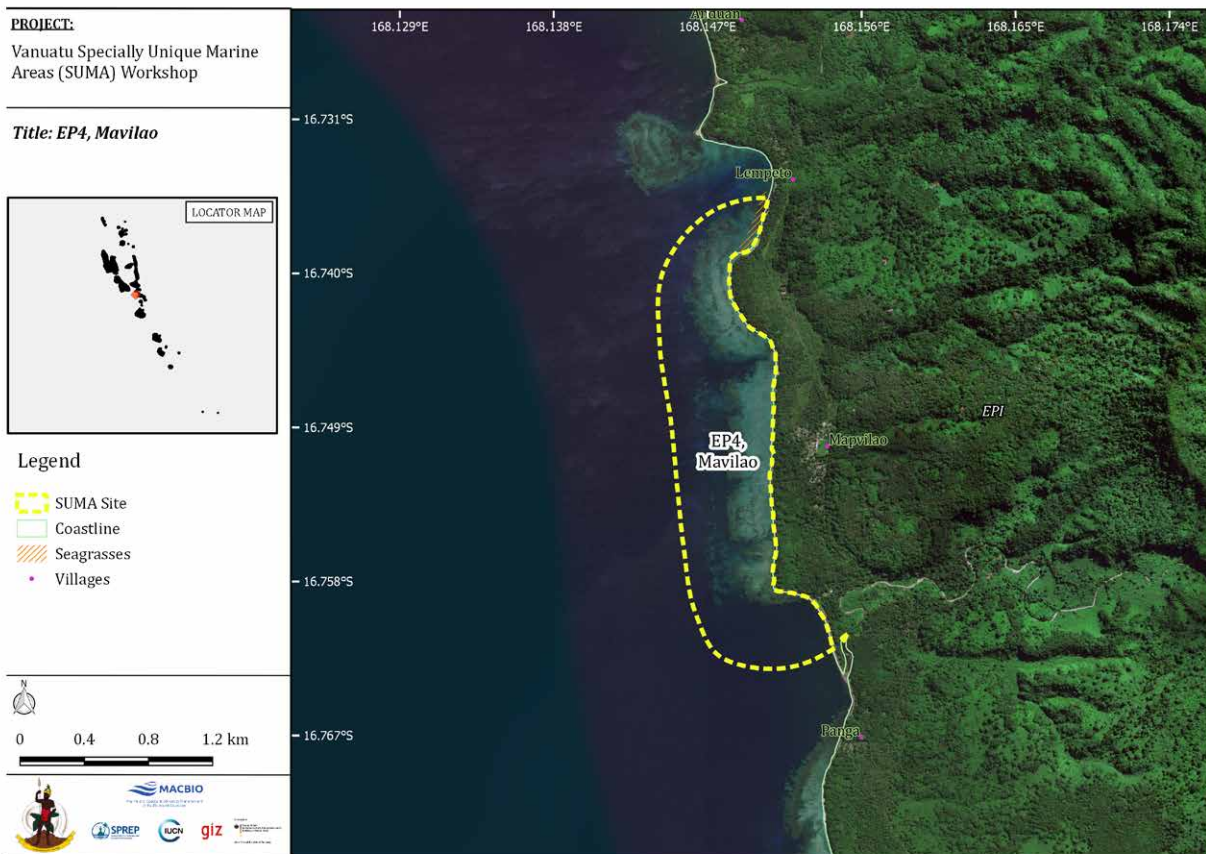 PROJECT:
Vanuatu Specially Unique Marine
Areas (SUMA) Workshop
Title: EP4, Mavilao
LOCATOR MAP
Legend
SUMA Site
Coastline
Seagrasses
Villages
N
0 0.4 0.8 1.2 km
MACBIO
SPREP
IUCN
giz
168.129°E 168.138°E 168.147°E 168.156°E 168.165°E 168.174°E
16.731°S
Lempeto
16.740°S
16.749°S
EPI
EP4,
Mavilao
Mapvilao
16.758°S
16.767°S
Panga